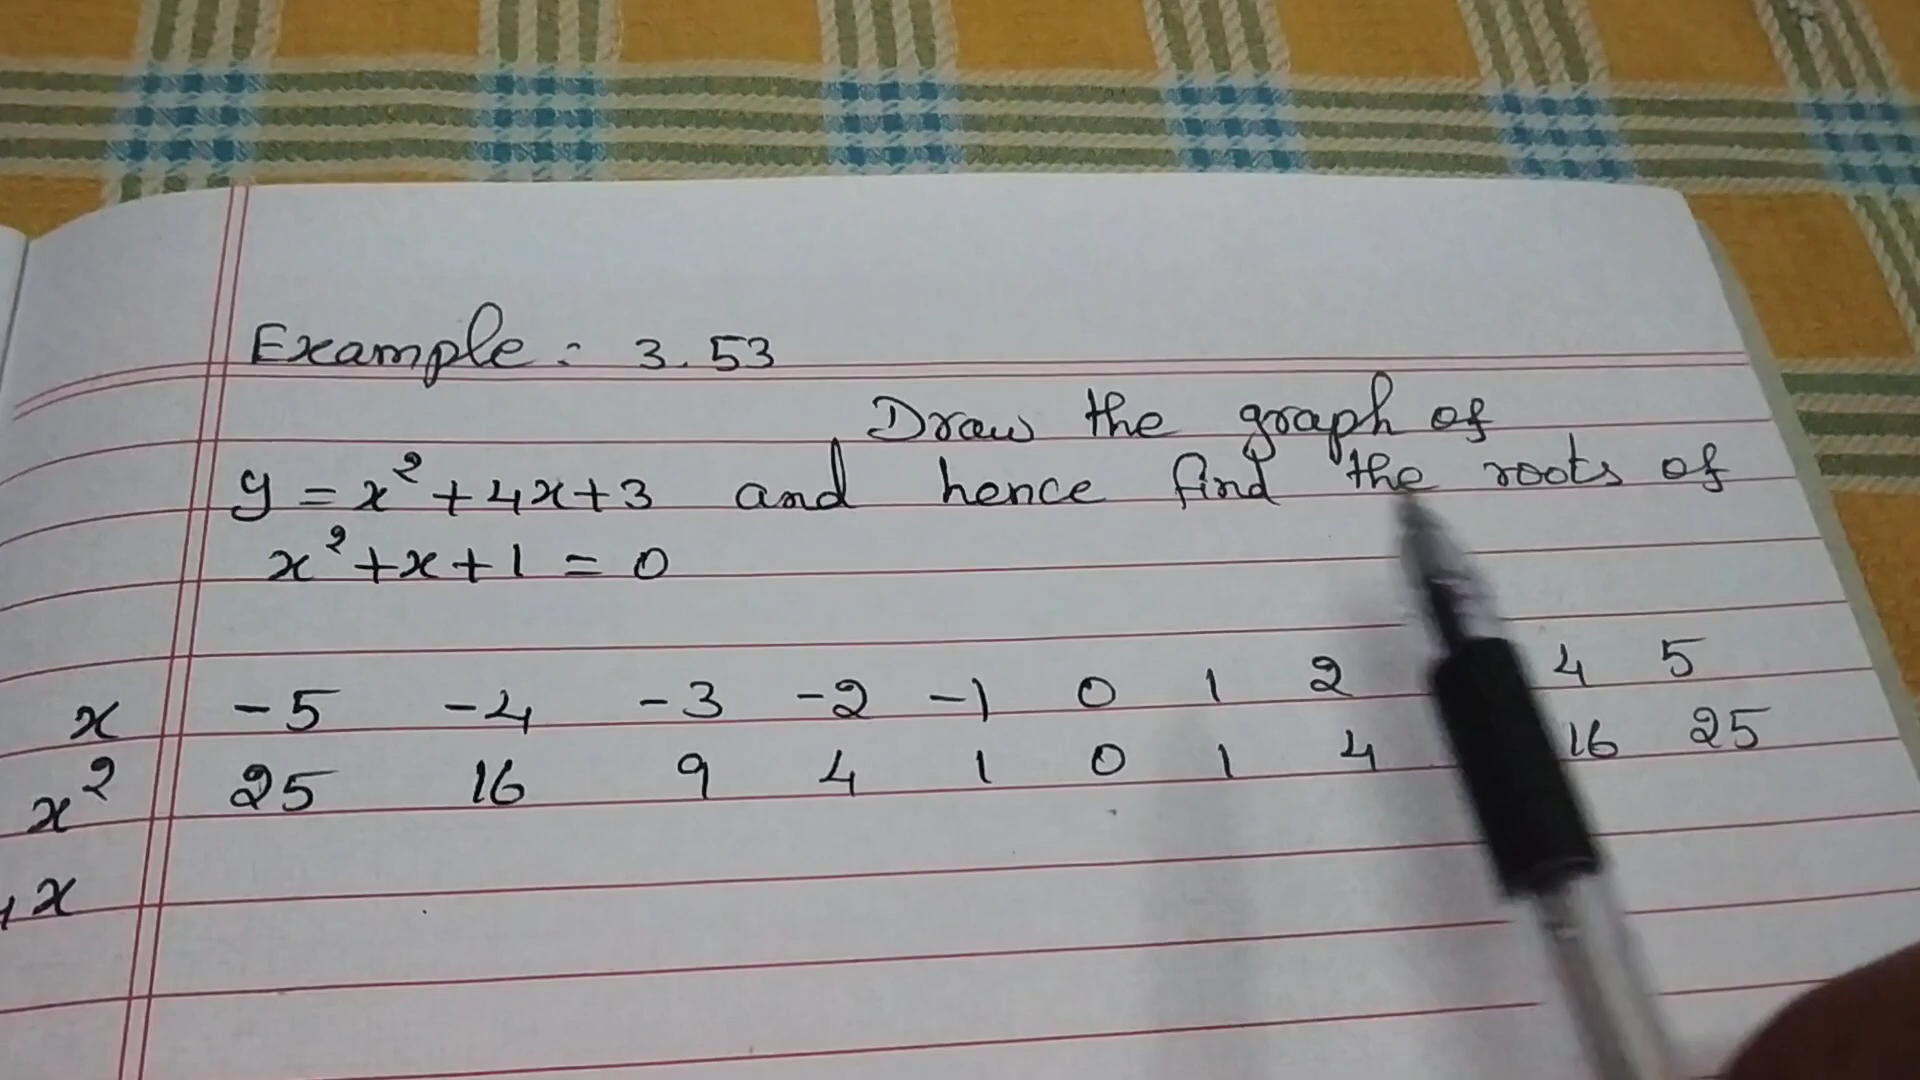 Example : 3.53
Draw the graph of
y = x² + 4x + 3 and hence find the roots of
x² + x + 1 = 0
x -5 -4 -3 -2 -1 0 1 2 4 5
x² 25 16 9 4 1 0 1 4 16 25
x